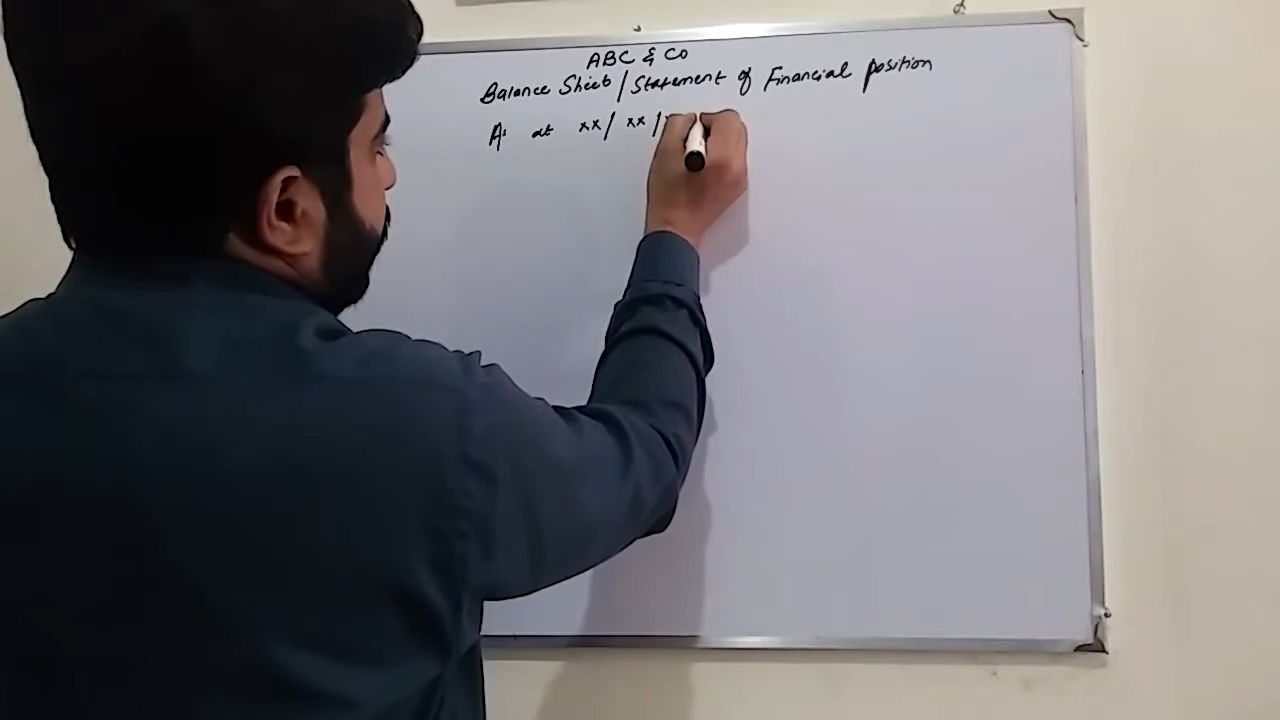 ABC & CO
Balance Sheet / Statement of Financial position
As at xx / xx /